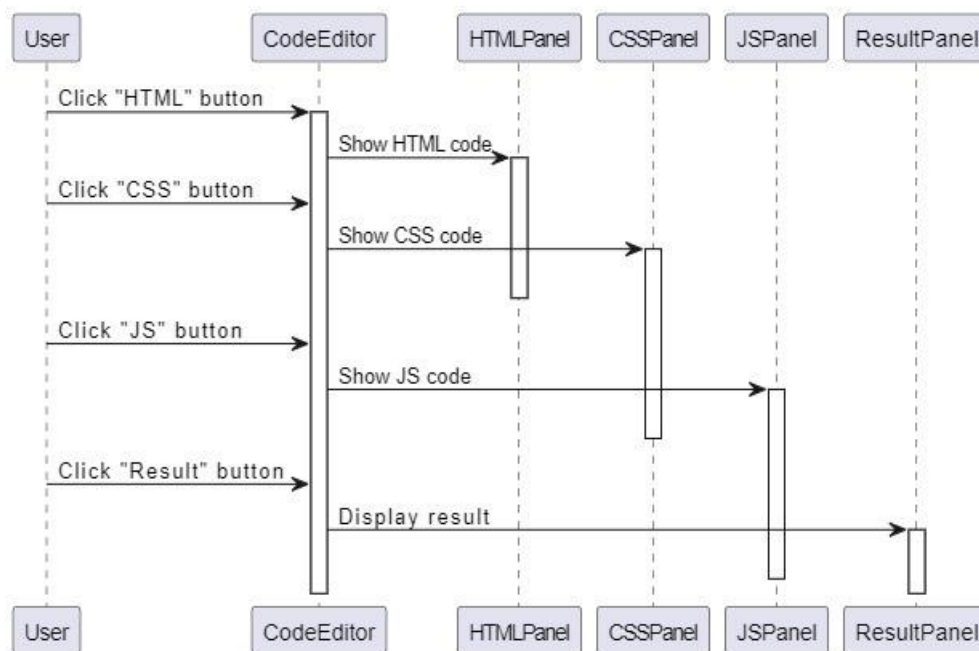 User CodeEditor HTMLPanel CSSPanel JSPanel ResultPanel
Click "HTML" button
Show HTML code
Click "CSS" button
Show CSS code
Click "JS" button
Show JS code
Click "Result" button
Display result
User CodeEditor HTMLPanel CSSPanel JSPanel ResultPanel